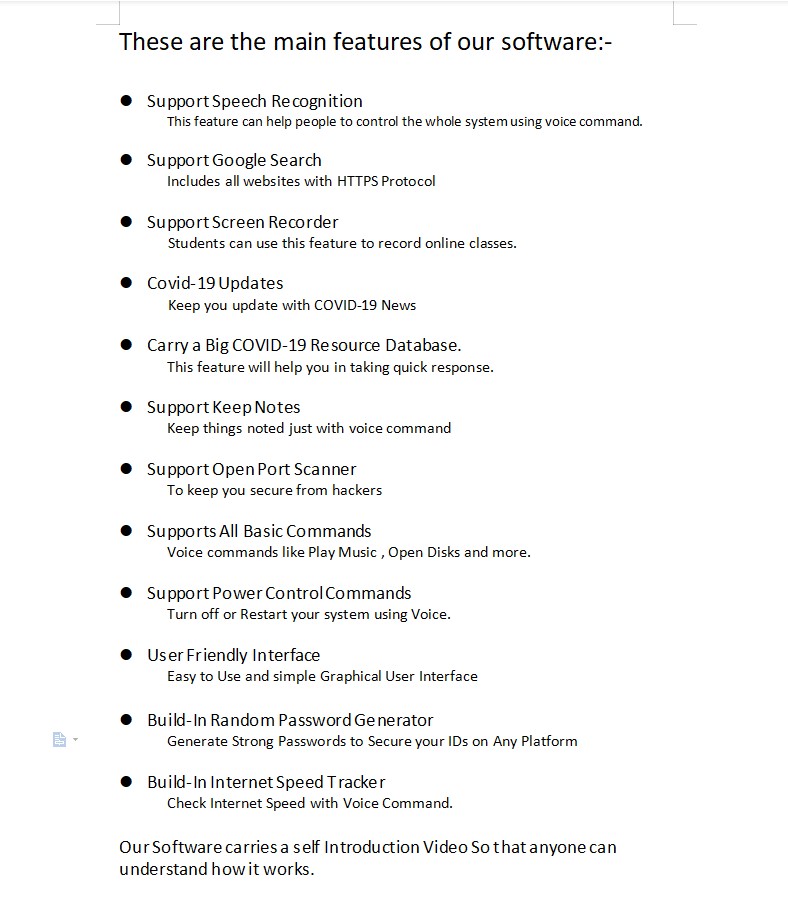 These are the main features of our software:-
● Support Speech Recognition
This feature can help people to control the whole system using voice command.
● Support Google Search
Includes all websites with HTTPS Protocol
● Support Screen Recorder
Students can use this feature to record online classes.
● Covid-19 Updates
Keep you update with COVID-19 News
● Carry a Big COVID-19 Resource Database.
This feature will help you in taking quick response.
● Support Keep Notes
Keep things noted just with voice command
● Support Open Port Scanner
To keep you secure from hackers
● Supports All Basic Commands
Voice commands like Play Music , Open Disks and more.
● Support Power Control Commands
Turn off or Restart your system using Voice.
● User Friendly Interface
Easy to Use and simple Graphical User Interface
● Build-In Random Password Generator
Generate Strong Passwords to Secure your IDs on Any Platform
● Build-In Internet Speed Tracker
Check Internet Speed with Voice Command.
Our Software carries a self Introduction Video So that anyone can
understand how it works.